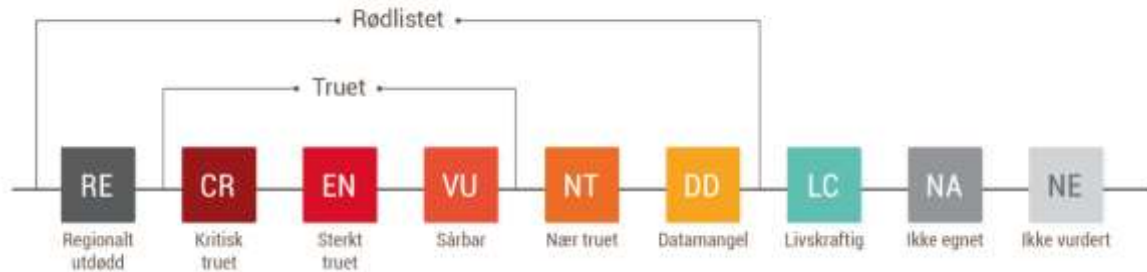 Rødlistet
Truet
RE CR EN VU NT DD LC NA NE
Regionalt Kritisk Sterkt Sårbar Nær truet Datamangel Livskraftig Ikke egnet Ikke vurdert
utdødd truet truet